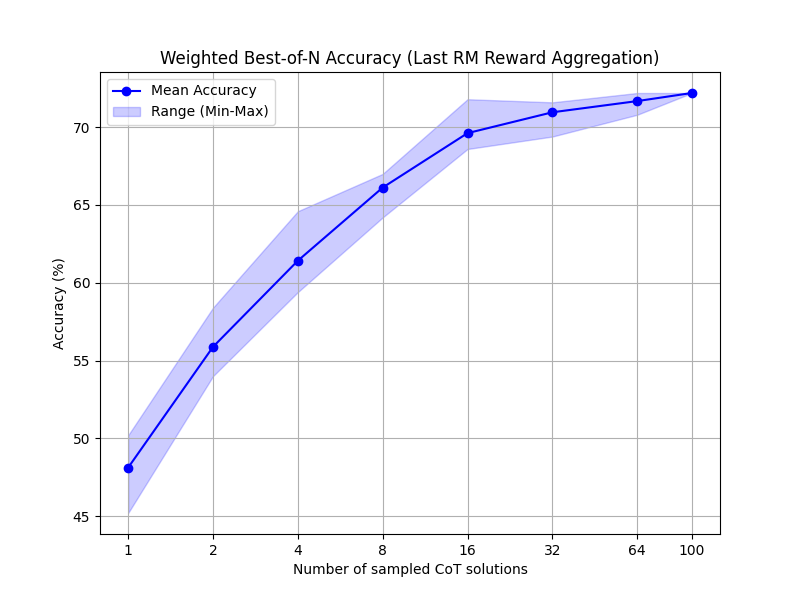 Weighted Best-of-N Accuracy (Last RM Reward Aggregation)
Mean Accuracy
Range (Min-Max)
Accuracy (%)
70
65
60
55
50
45
1 2 4 8 16 32 64 100
Number of sampled CoT solutions